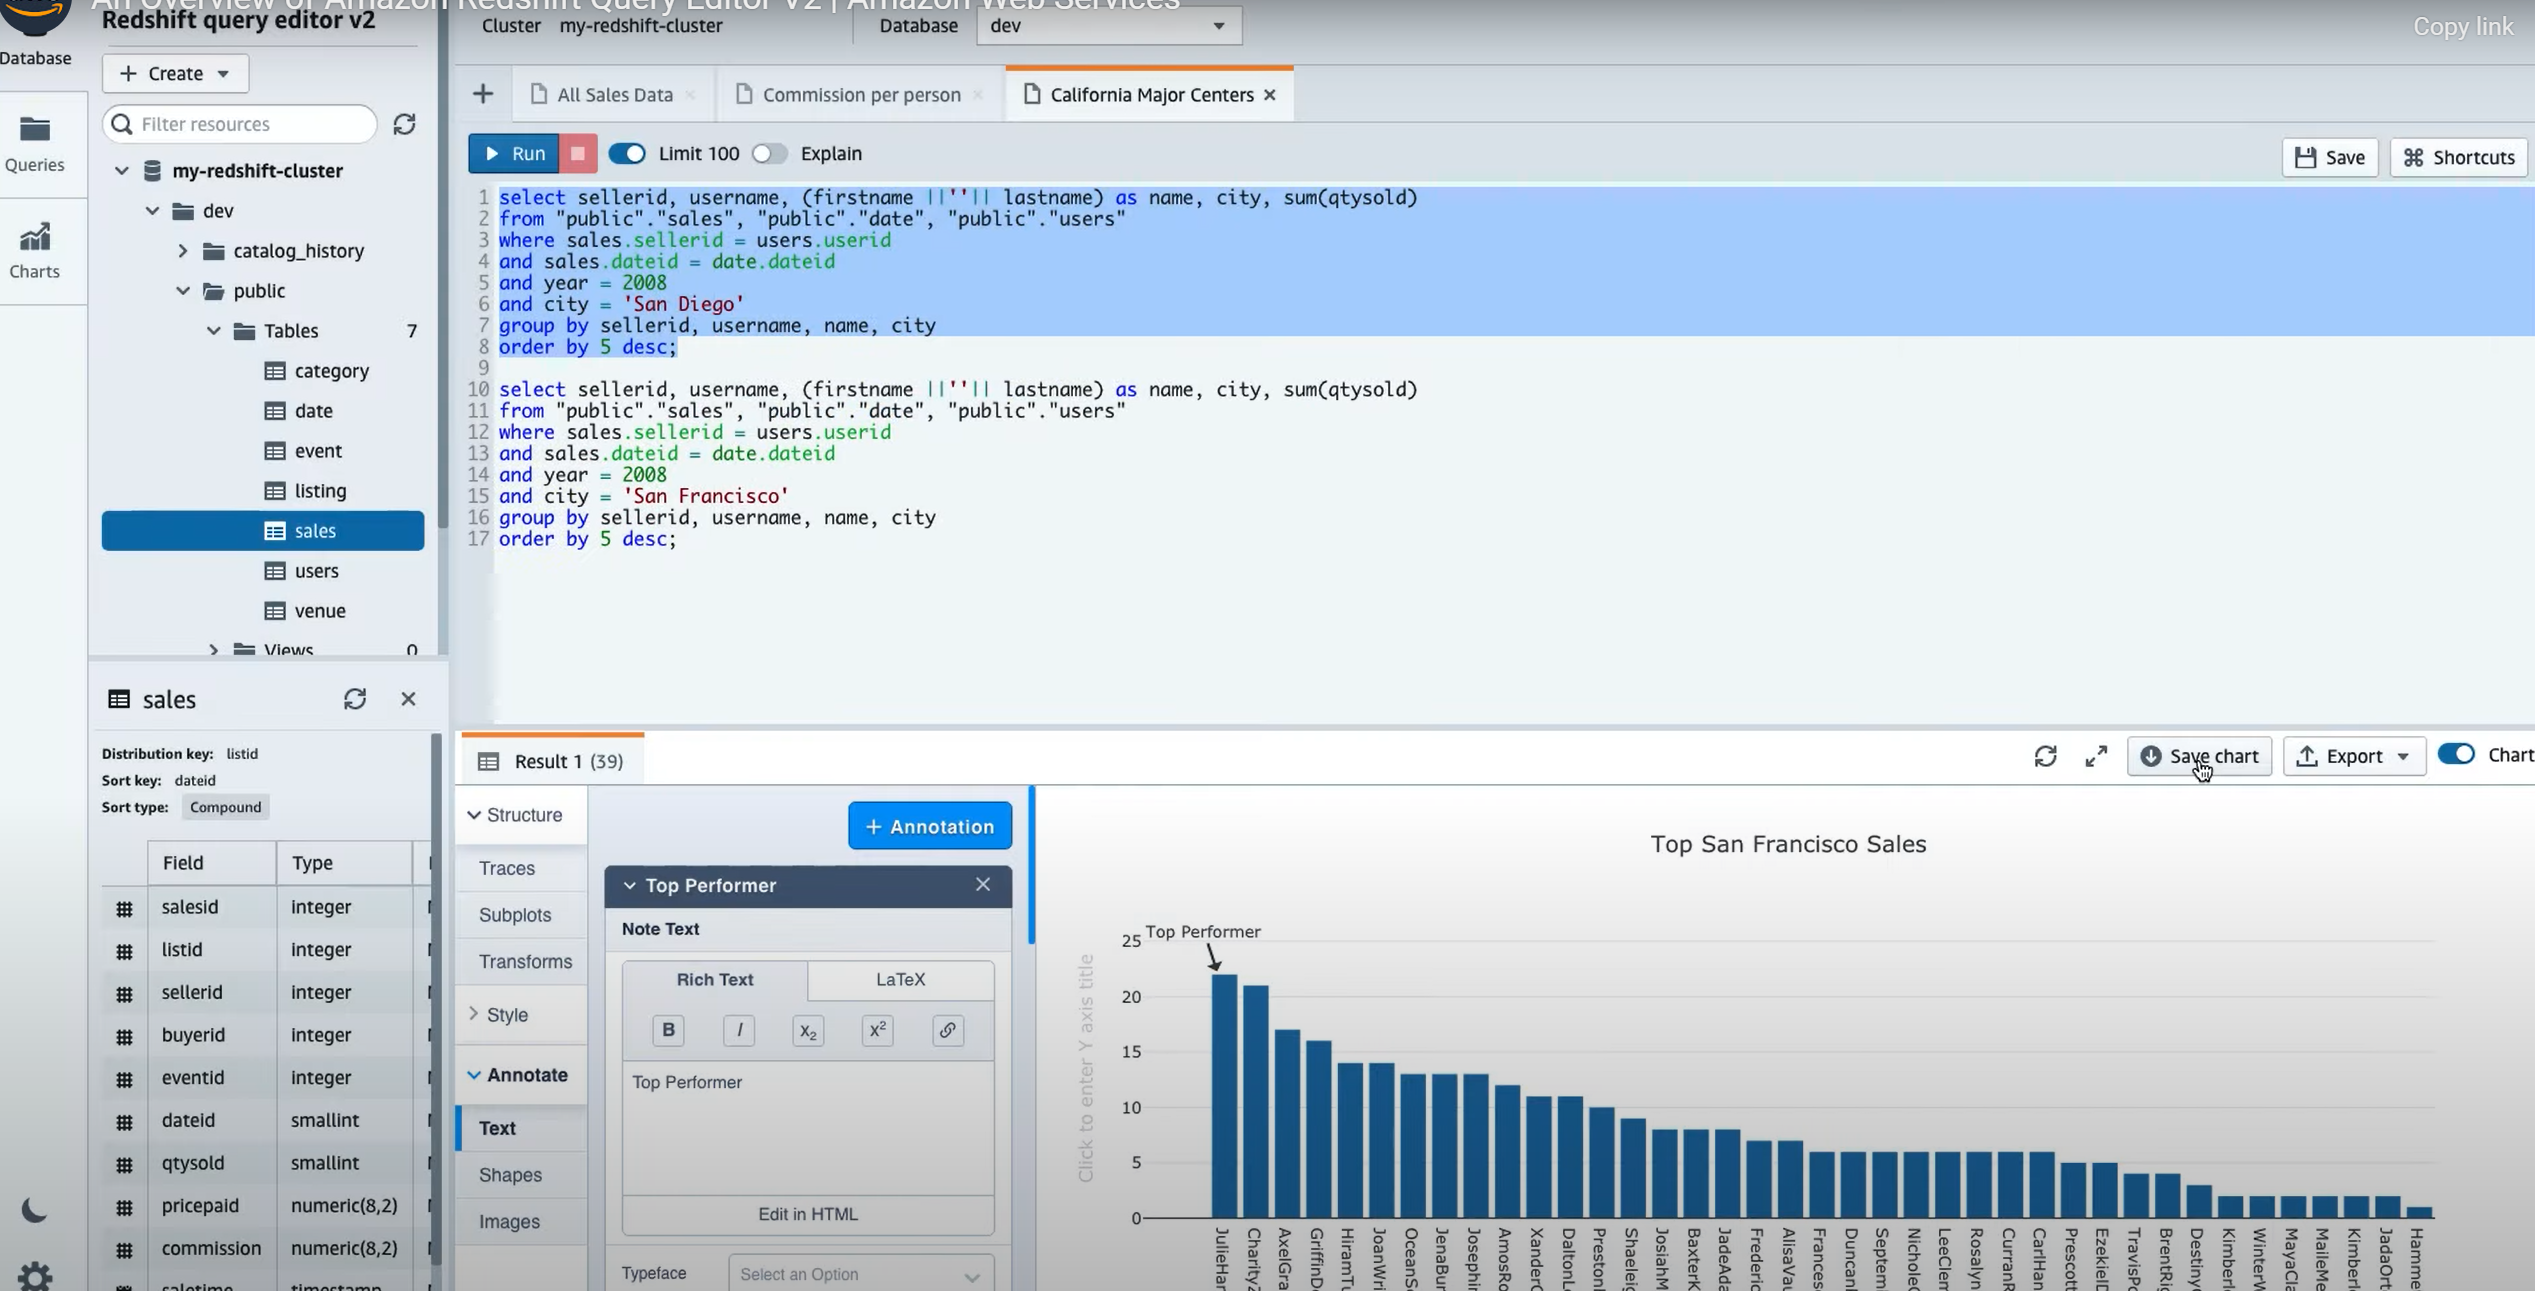 An Overview of Amazon Redshift Query Editor V2 | Amazon Web Services
Copy link
Redshift query editor v2
Cluster my-redshift-cluster Database dev
Database
Queries
Charts
Create
Filter resources
my-redshift-cluster
dev
catalog_history
public
Tables 7
category
date
event
listing
sales
users
venue
Views 0
All Sales Data
Commission per person
California Major Centers
Run Limit 100 Explain
Save Shortcuts
1 select sellerid, username, (firstname ||''|| lastname) as name, city, sum(qtysold)
2 from "public"."sales", "public"."date", "public"."users"
3 where sales.sellerid = users.userid
4 and sales.dateid = date.dateid
5 and year = 2008
6 and city = 'San Diego'
7 group by sellerid, username, name, city
8 order by 5 desc;
9
10 select sellerid, username, (firstname ||''|| lastname) as name, city, sum(qtysold)
11 from "public"."sales", "public"."date", "public"."users"
12 where sales.sellerid = users.userid
13 and sales.dateid = date.dateid
14 and year = 2008
15 and city = 'San Francisco'
16 group by sellerid, username, name, city
17 order by 5 desc;
sales
Distribution key: listid
Sort key: dateid
Sort type: Compound
Field Type
salesid integer
listid integer
sellerid integer
buyerid integer
eventid integer
dateid smallint
qtysold smallint
pricepaid numeric(8,2)
commission numeric(8,2)
saletime timestamp
Result 1 (39)
Save chart Export Chart
Structure
Traces
Subplots
Transforms
Style
Annotate
Text
Shapes
Images
+ Annotation
Top Performer
Note Text
Rich Text LaTeX
B I x2 x2
Top Performer
Edit in HTML
Typeface Select an Option
Top San Francisco Sales
Click to enter Y axis title
Top Performer
25
20
15
10
5
0
JulieHar
CharityZ
AxelGra
GriffinD
HiramTu
JoanWri
OceanS
JenaBur
Josephi
AmosRo
Xander
DaltonL
Preston
Shaelei
JosiahM
BaxterK
JadeAda
Frederic
AlisaVau
Frances
Duncan
Septem
Nichole
LeeClem
Rosalyn
CurranR
CarlHan
Prescott
Ezekiel
TravisPo
BrentRi
Destiny
Kimberl
WinterW
MayaCla
MaileMe
Kimberl
JadaOrt
Hamme